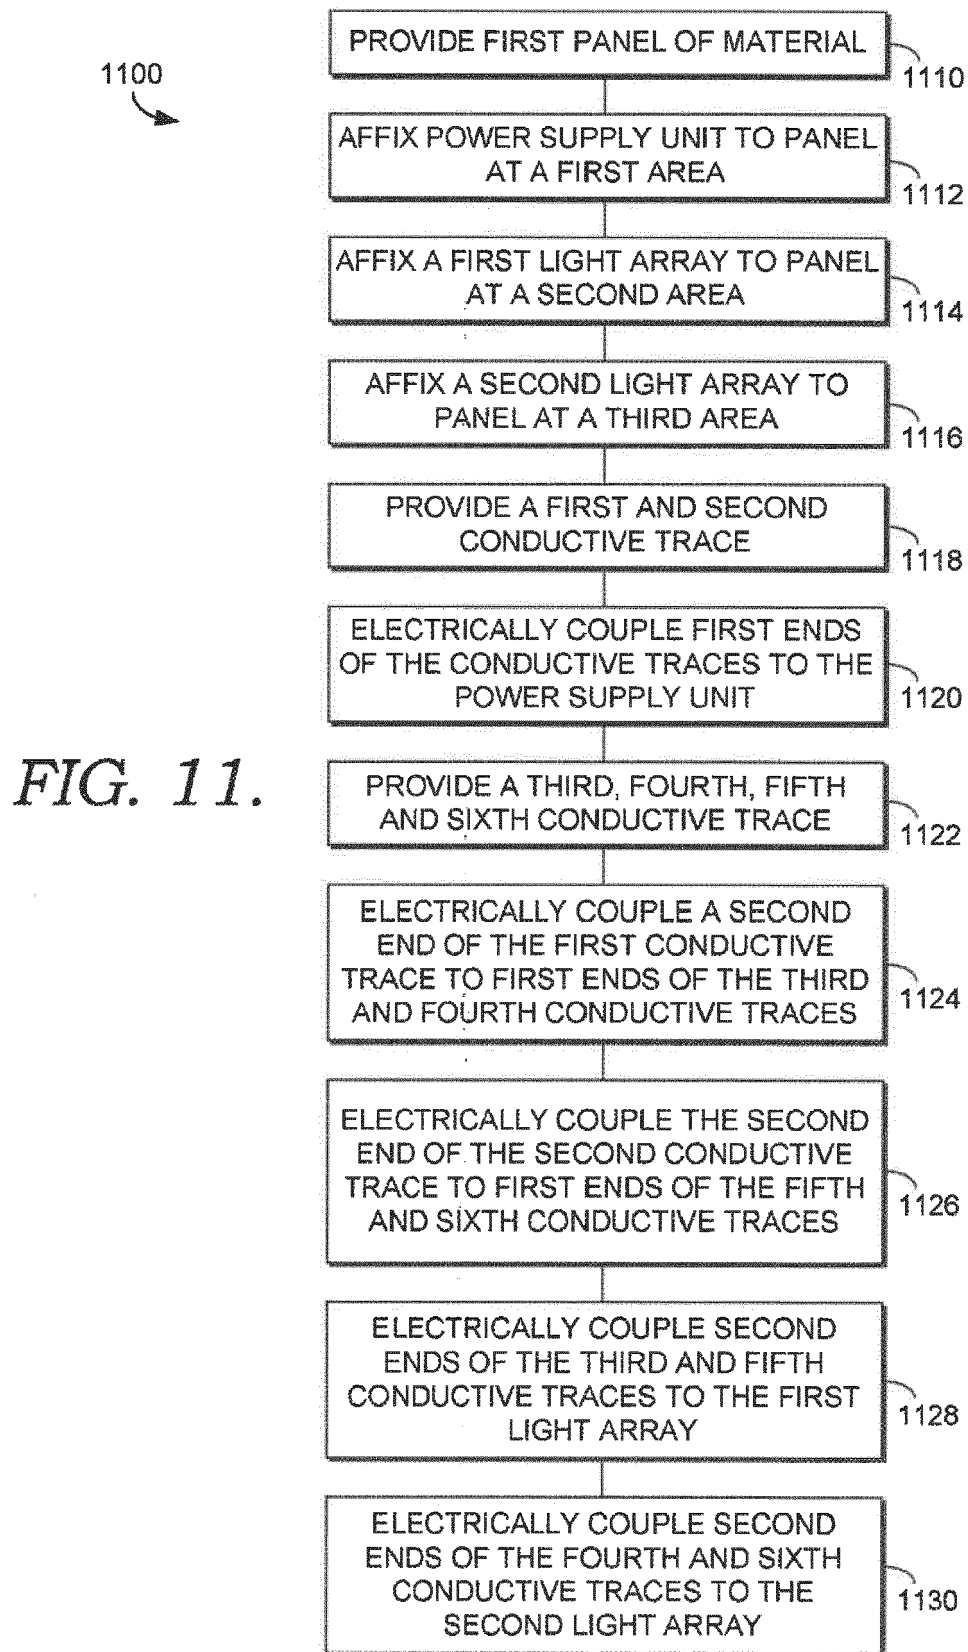 1100
PROVIDE FIRST PANEL OF MATERIAL
1110
AFFIX POWER SUPPLY UNIT TO PANEL
AT A FIRST AREA
1112
AFFIX A FIRST LIGHT ARRAY TO PANEL
AT A SECOND AREA
1114
AFFIX A SECOND LIGHT ARRAY TO
PANEL AT A THIRD AREA
1116
PROVIDE A FIRST AND SECOND
CONDUCTIVE TRACE
1118
ELECTRICALLY COUPLE FIRST ENDS
OF THE CONDUCTIVE TRACES TO THE
POWER SUPPLY UNIT
1120
FIG. 11.
PROVIDE A THIRD, FOURTH, FIFTH
AND SIXTH CONDUCTIVE TRACE
1122
ELECTRICALLY COUPLE A SECOND
END OF THE FIRST CONDUCTIVE
TRACE TO FIRST ENDS OF THE THIRD
AND FOURTH CONDUCTIVE TRACES
1124
ELECTRICALLY COUPLE THE SECOND
END OF THE SECOND CONDUCTIVE
TRACE TO FIRST ENDS OF THE FIFTH
AND SIXTH CONDUCTIVE TRACES
1126
ELECTRICALLY COUPLE SECOND
ENDS OF THE THIRD AND FIFTH
CONDUCTIVE TRACES TO THE FIRST
LIGHT ARRAY
1128
ELECTRICALLY COUPLE SECOND
ENDS OF THE FOURTH AND SIXTH
CONDUCTIVE TRACES TO THE
SECOND LIGHT ARRAY
1130